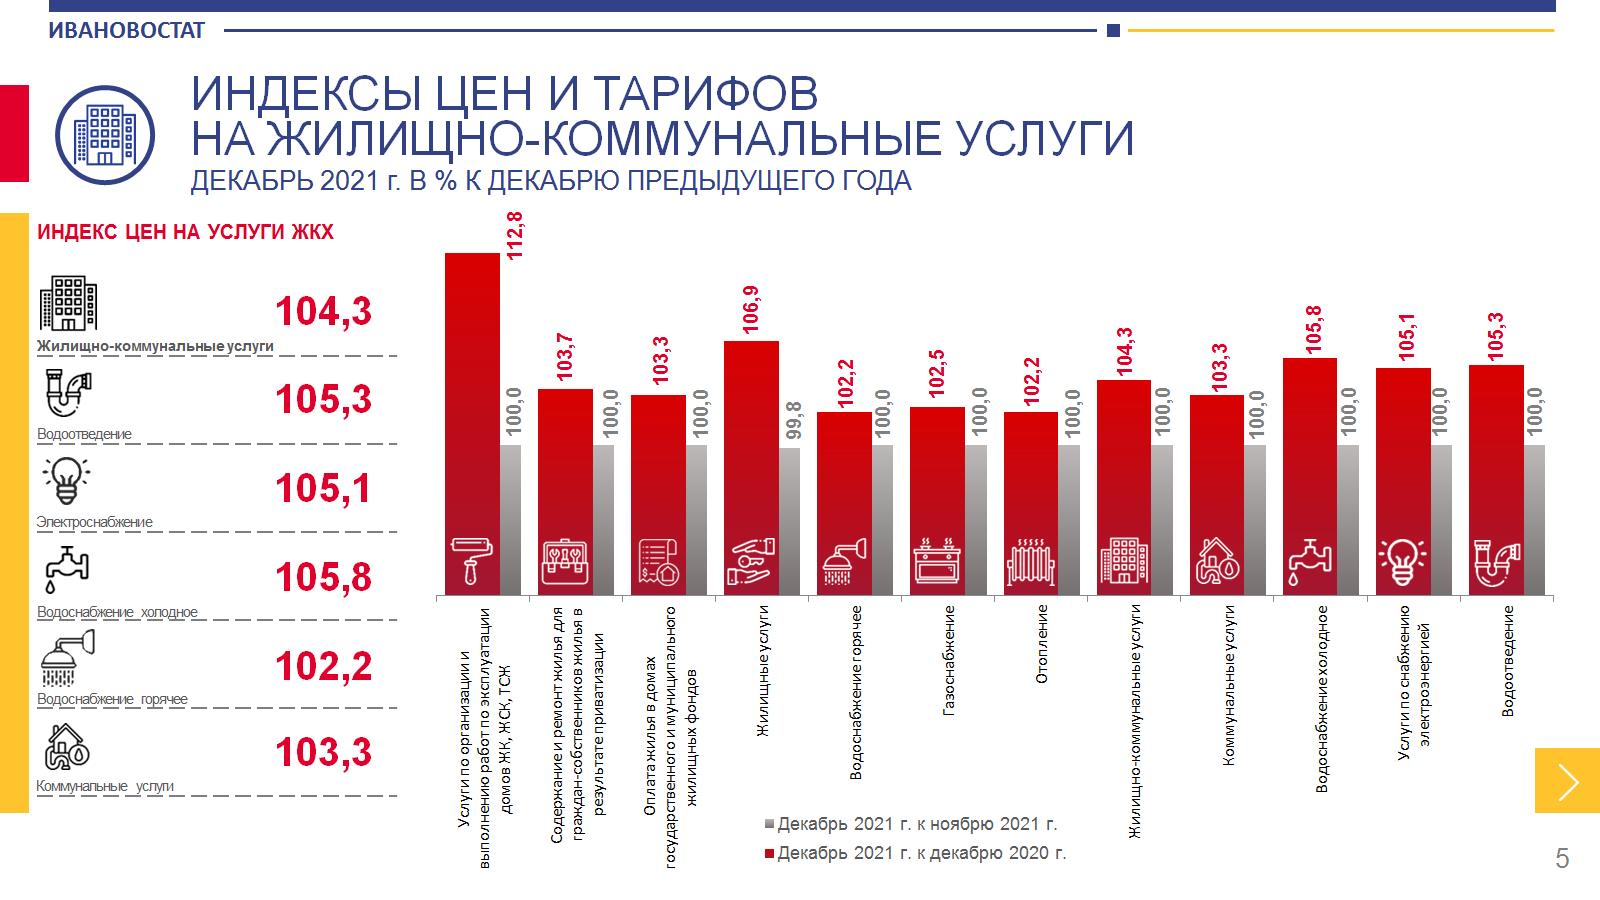 ИВАНОВОСТАТ
ИНДЕКСЫ ЦЕН И ТАРИФОВ
НА ЖИЛИЩНО-КОММУНАЛЬНЫЕ УСЛУГИ
ДЕКАБРЬ 2021 г. В % К ДЕКАБРЮ ПРЕДЫДУЩЕГО ГОДА
ИНДЕКС ЦЕН НА УСЛУГИ ЖКХ
104,3
Жилищно-коммунальные услуги
105,3
Водоотведение
105,1
Электроснабжение
105,8
Водоснабжение холодное
102,2
Водоснабжение горячее
103,3
Коммунальные услуги
112,8
100,0
103,7
100,0
103,3
100,0
106,9
99,8
102,2
100,0
102,5
100,0
102,2
100,0
104,3
100,0
103,3
100,0
105,8
100,0
105,1
100,0
105,3
100,0
Услуги по организации и
выполнению работ по эксплуатации
домов ЖК, ЖСК, ТСЖ
Содержание и ремонт жилья для
граждан-собственников жилья в
результате приватизации
Оплата жилья в домах
государственного и муниципального
жилищных фондов
Жилищные услуги
Водоснабжение горячее
Газоснабжение
Отопление
Жилищно-коммунальные услуги
Коммунальные услуги
Водоснабжение холодное
Услуги по снабжению
электроэнергией
Водоотведение
Декабрь 2021 г. к ноябрю 2021 г.
Декабрь 2021 г. к декабрю 2020 г.
5